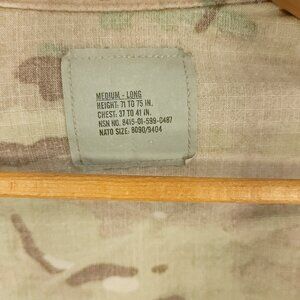 MEDIUM - LONG
HEIGHT: 71 TO 75 IN.
CHEST: 37 TO 41 IN.
NSN NO. 8415-01-599-0487
NATO SIZE: 8090/9404